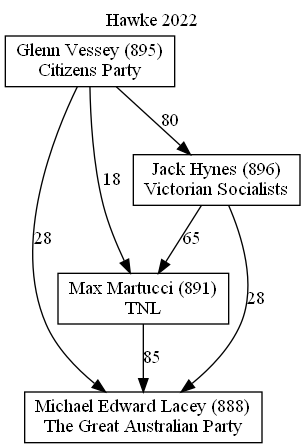 Hawke 2022
Glenn Vessey (895)
Citizens Party
80
Jack Hynes (896)
Victorian Socialists
18
28
65
28
Max Martucci (891)
TNL
85
Michael Edward Lacey (888)
The Great Australian Party